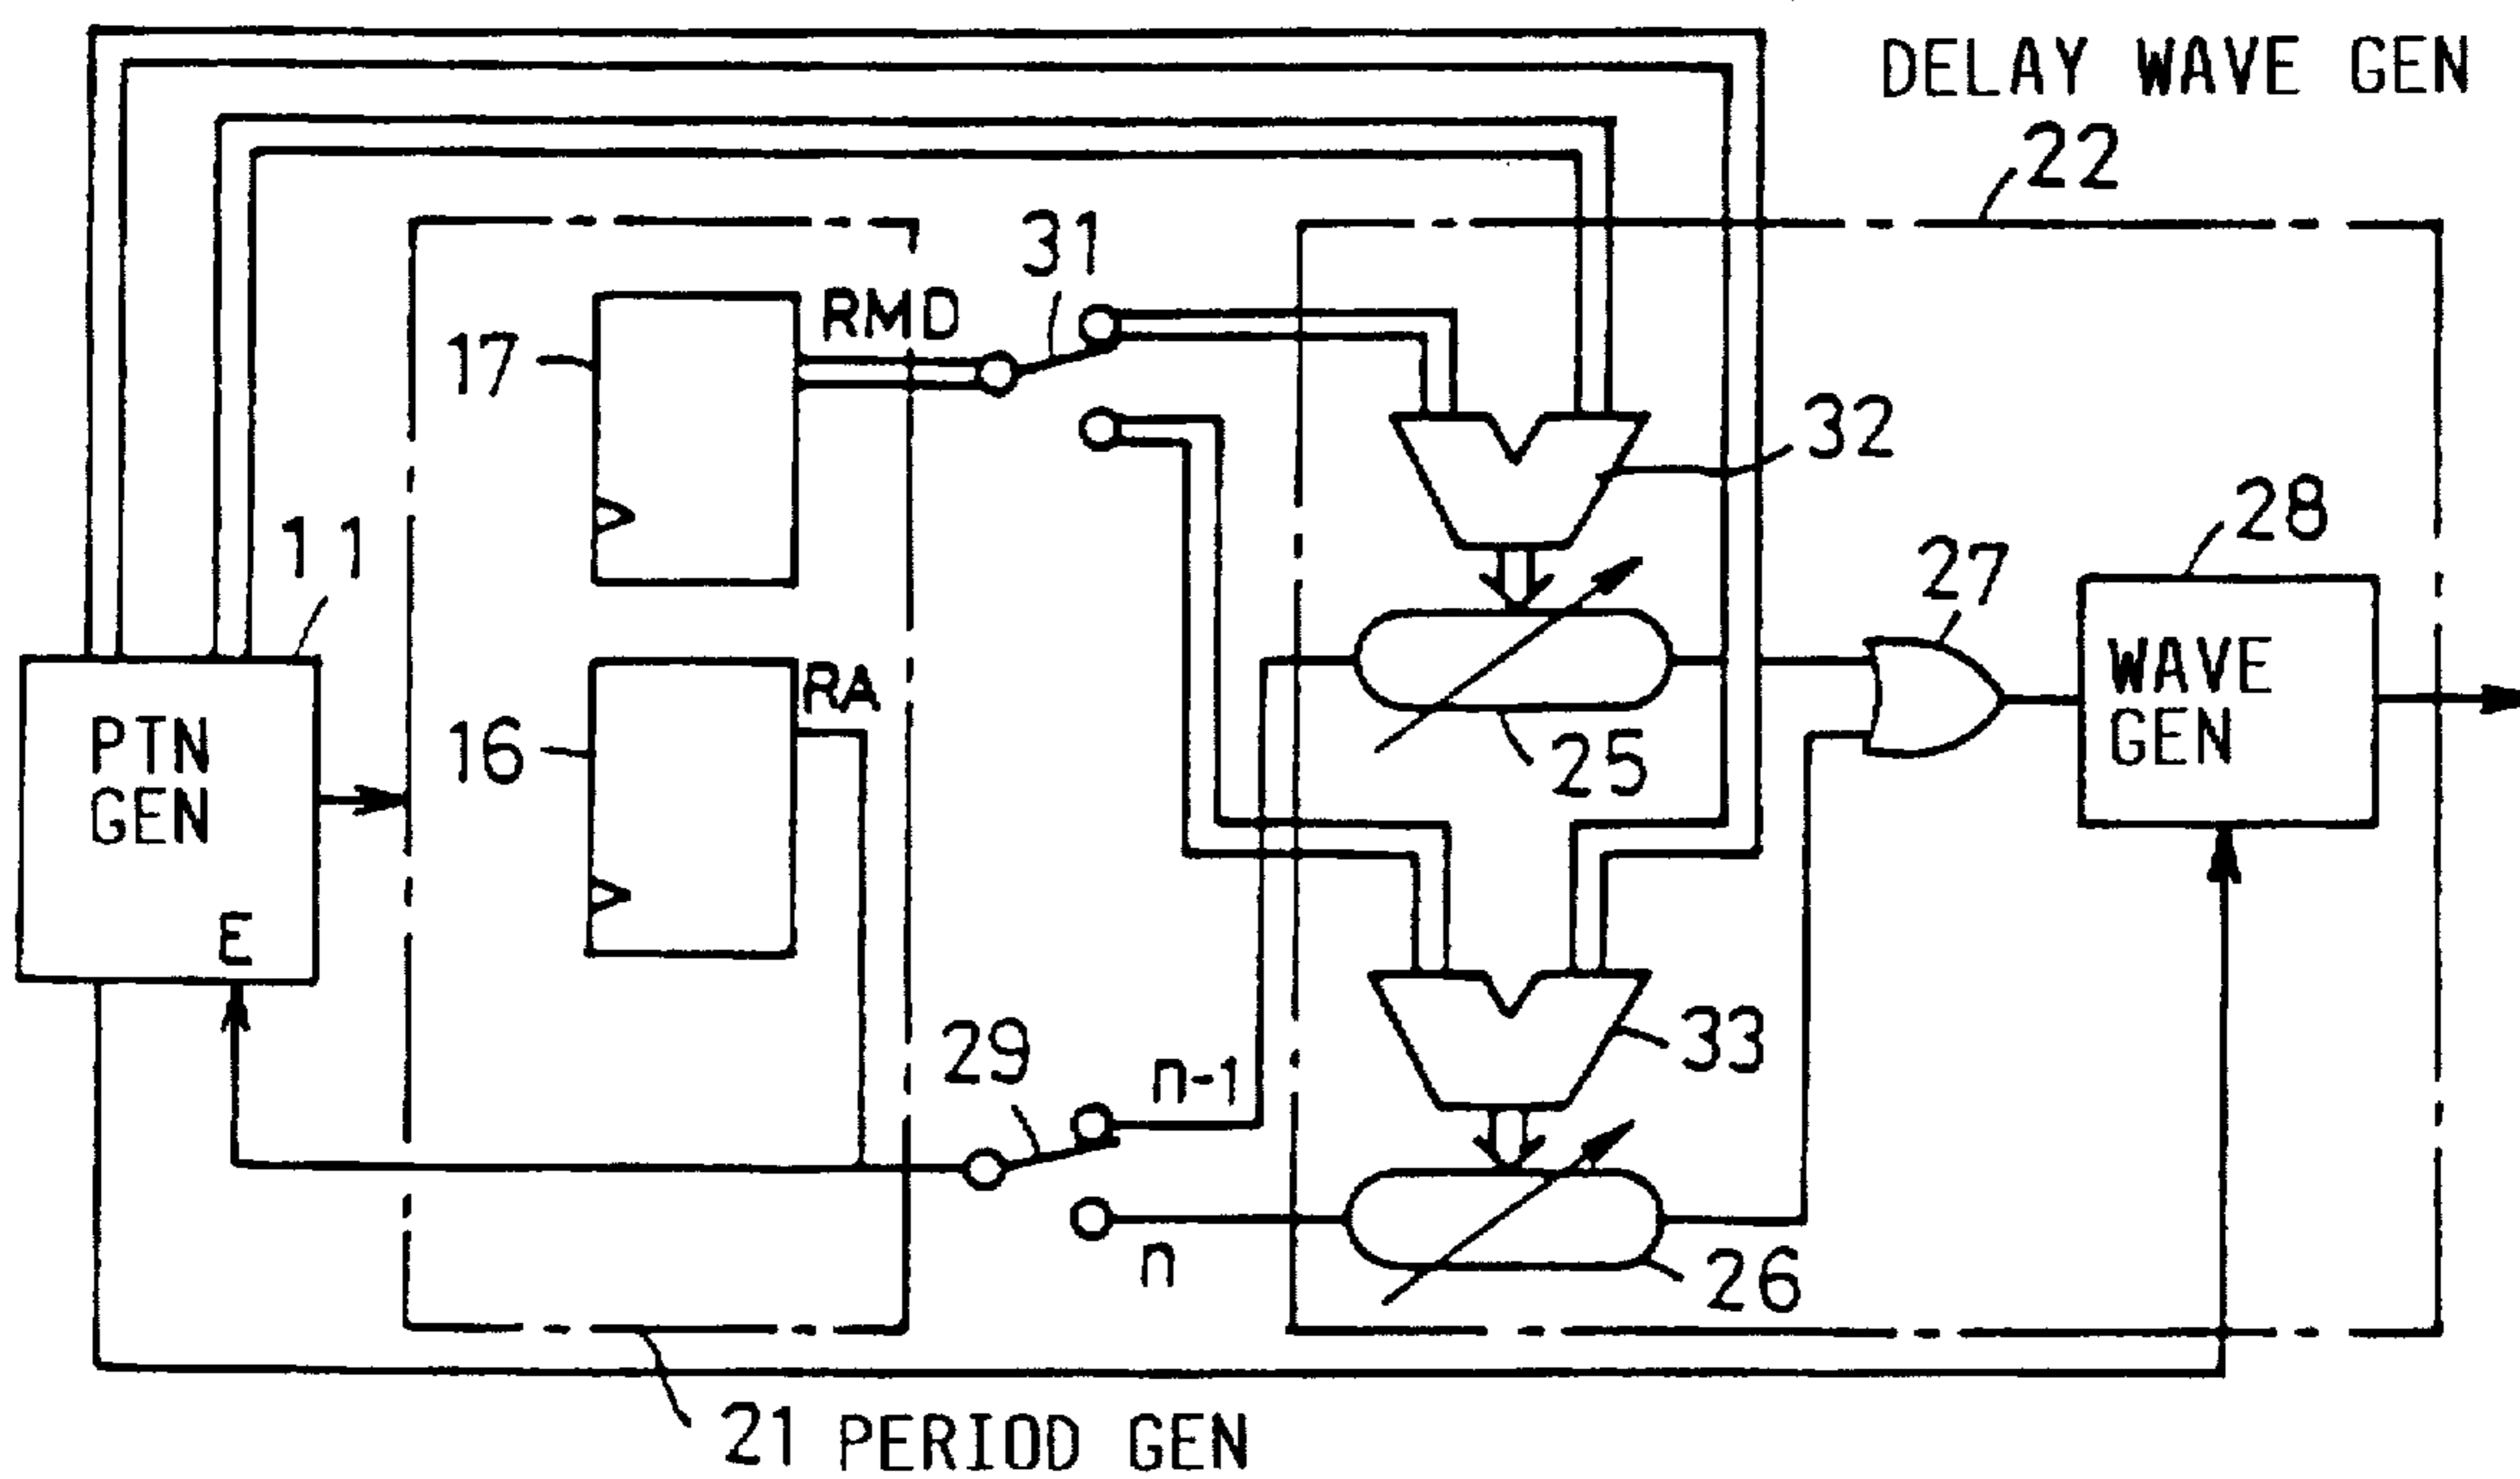 DELAY WAVE GEN
22
31
RMD
17
32
11
28
27
WAVE
GEN
RA
PTN
GEN
16
25
E
29
n-1
33
n
26
21 PERIOD GEN